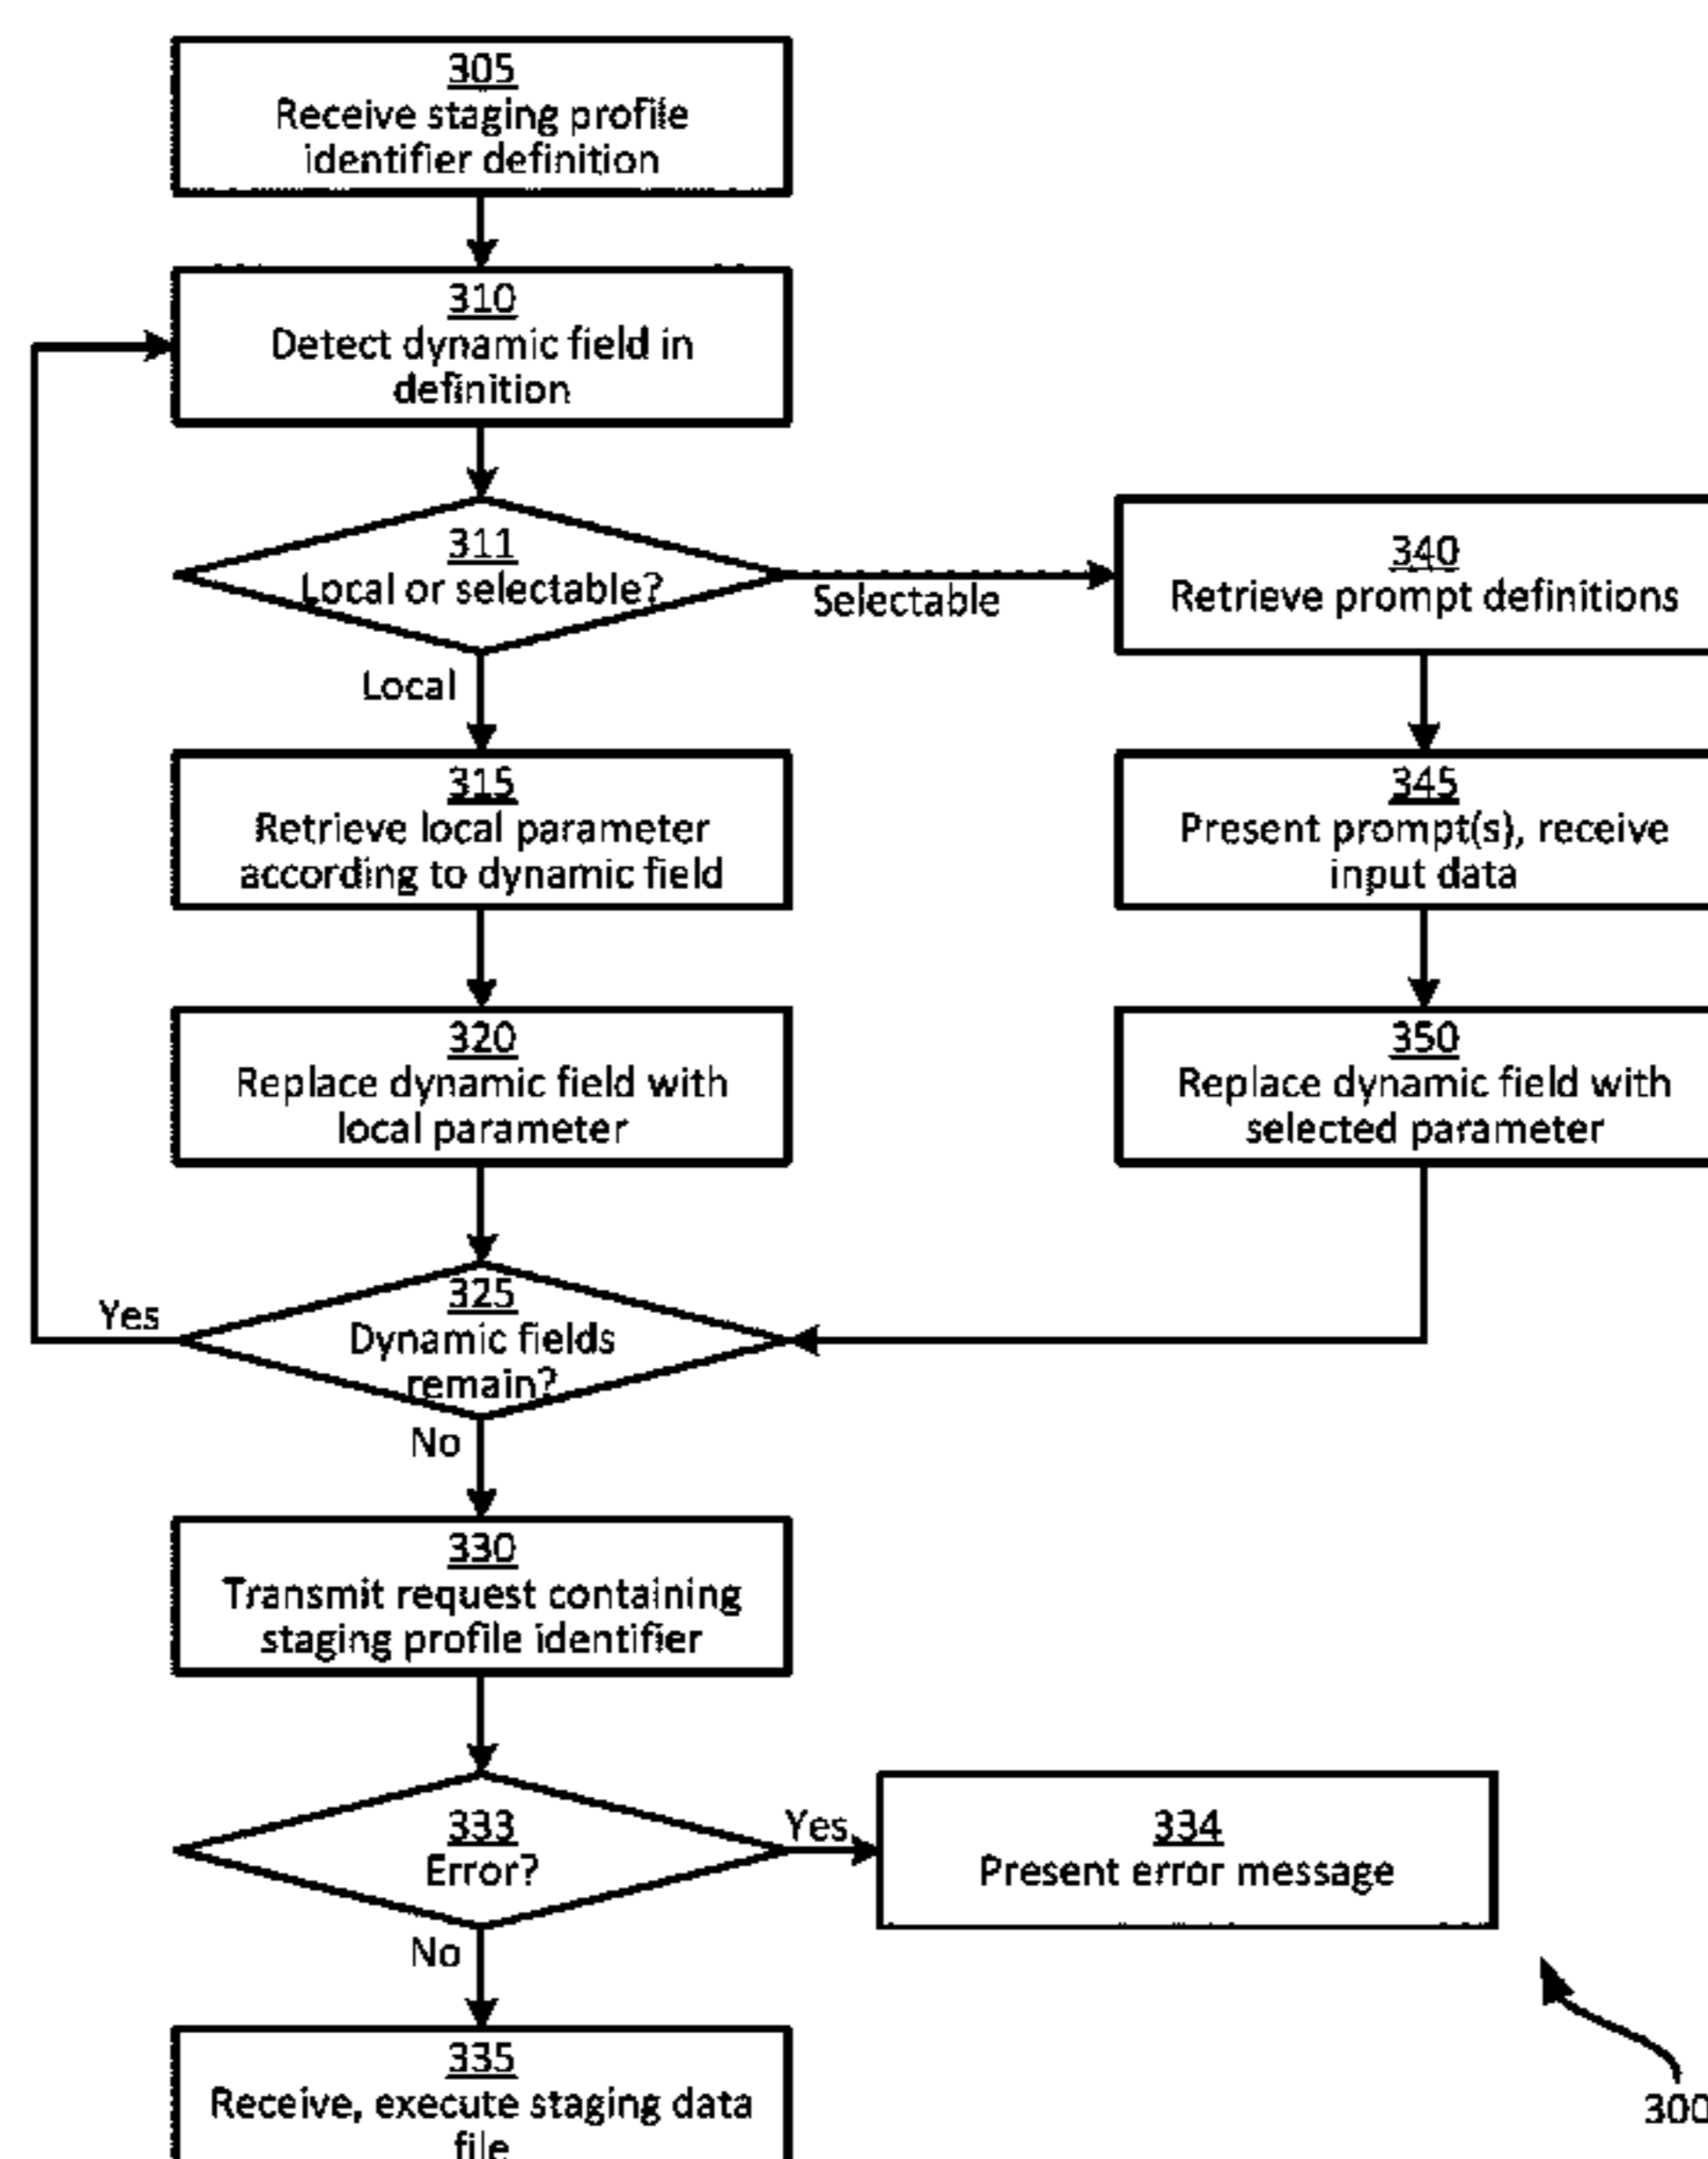 305
Receive staging profile
identifier definition
310
Detect dynamic field in
definition
311
Local or selectable?
Selectable
340
Retrieve prompt definitions
Local
315
Retrieve local parameter
according to dynamic field
345
Present prompt(s), receive
input data
320
Replace dynamic field with
local parameter
350
Replace dynamic field with
selected parameter
325
Dynamic fields
remain?
Yes
No
330
Transmit request containing
staging profile identifier
333
Error?
Yes
334
Present error message
No
335
Receive, execute staging data
file
300